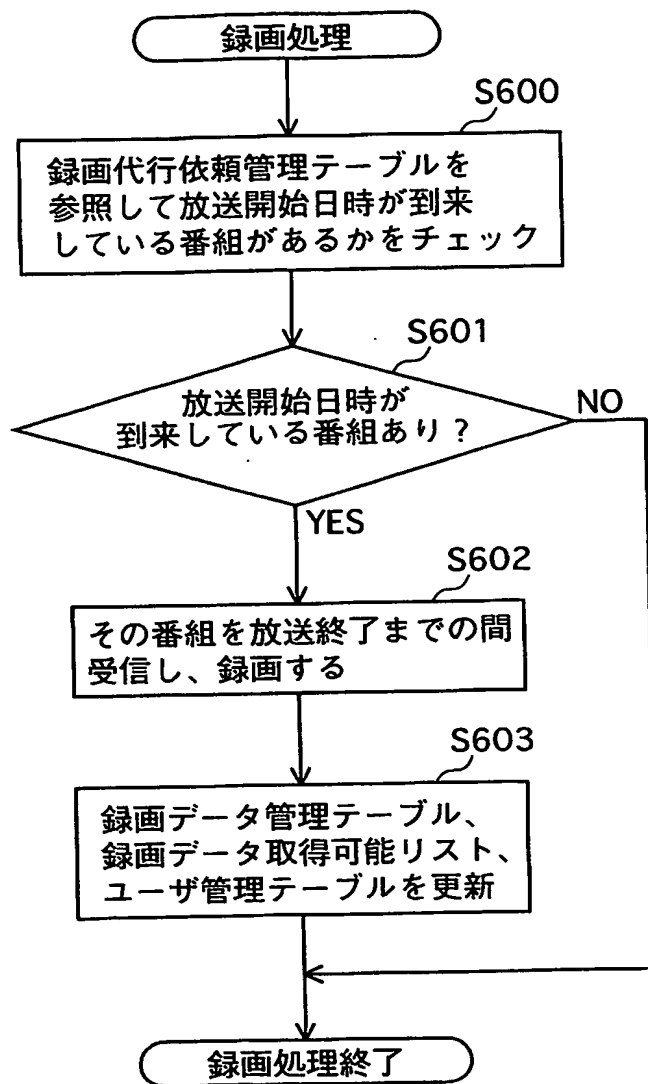 録画処理
S600
録画代行依頼管理テーブルを
参照して放送開始日時が到来
している番組があるかをチェック
S601
放送開始日時が
到来している番組あり?
NO
YES
S602
その番組を放送終了までの間
受信し、録画する
S603
録画データ管理テーブル、
録画データ取得可能リスト、
ユーザ管理テーブルを更新
録画処理終了